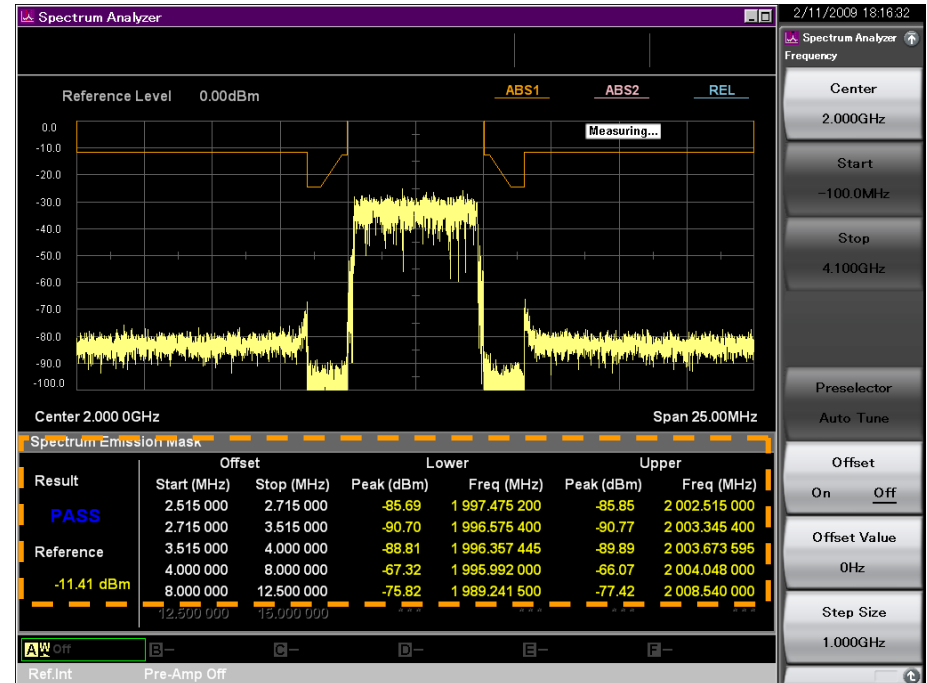 Spectrum Analyzer
2/11/2009 18:16:32
Spectrum Analyzer
Frequency
Reference Level 0.00dBm
ABS1 ABS2 REL
Measuring...
0.0
-10.0
-20.0
-30.0
-40.0
-50.0
-60.0
-70.0
-80.0
-90.0
-100.0
Center 2.000 0GHz
Span 25.00MHz
Spectrum Emission Mask
Offset Lower Upper
Result
Start (MHz) Stop (MHz) Peak (dBm) Freq (MHz) Peak (dBm) Freq (MHz)
2.515 000 2.715 000 -85.69 1 997.475 200 -85.85 2 002.515 000
PASS
2.715 000 3.515 000 -90.70 1 996.575 400 -90.77 2 003.345 400
Reference
3.515 000 4.000 000 -88.81 1 996.357 445 -89.89 2 003.673 595
4.000 000 8.000 000 -67.32 1 995.992 000 -66.07 2 004.048 000
-11.41 dBm
8.000 000 12.500 000 -75.82 1 989.241 500 -77.42 2 008.540 000
12.500 000 15.000 000 *** *** *** ***
A W Off B— C— D— E— F—
Ref.Int Pre-Amp Off
Center
2.000GHz
Start
-100.0MHz
Stop
4.100GHz
Preselector
Auto Tune
Offset
On Off
Offset Value
0Hz
Step Size
1.000GHz